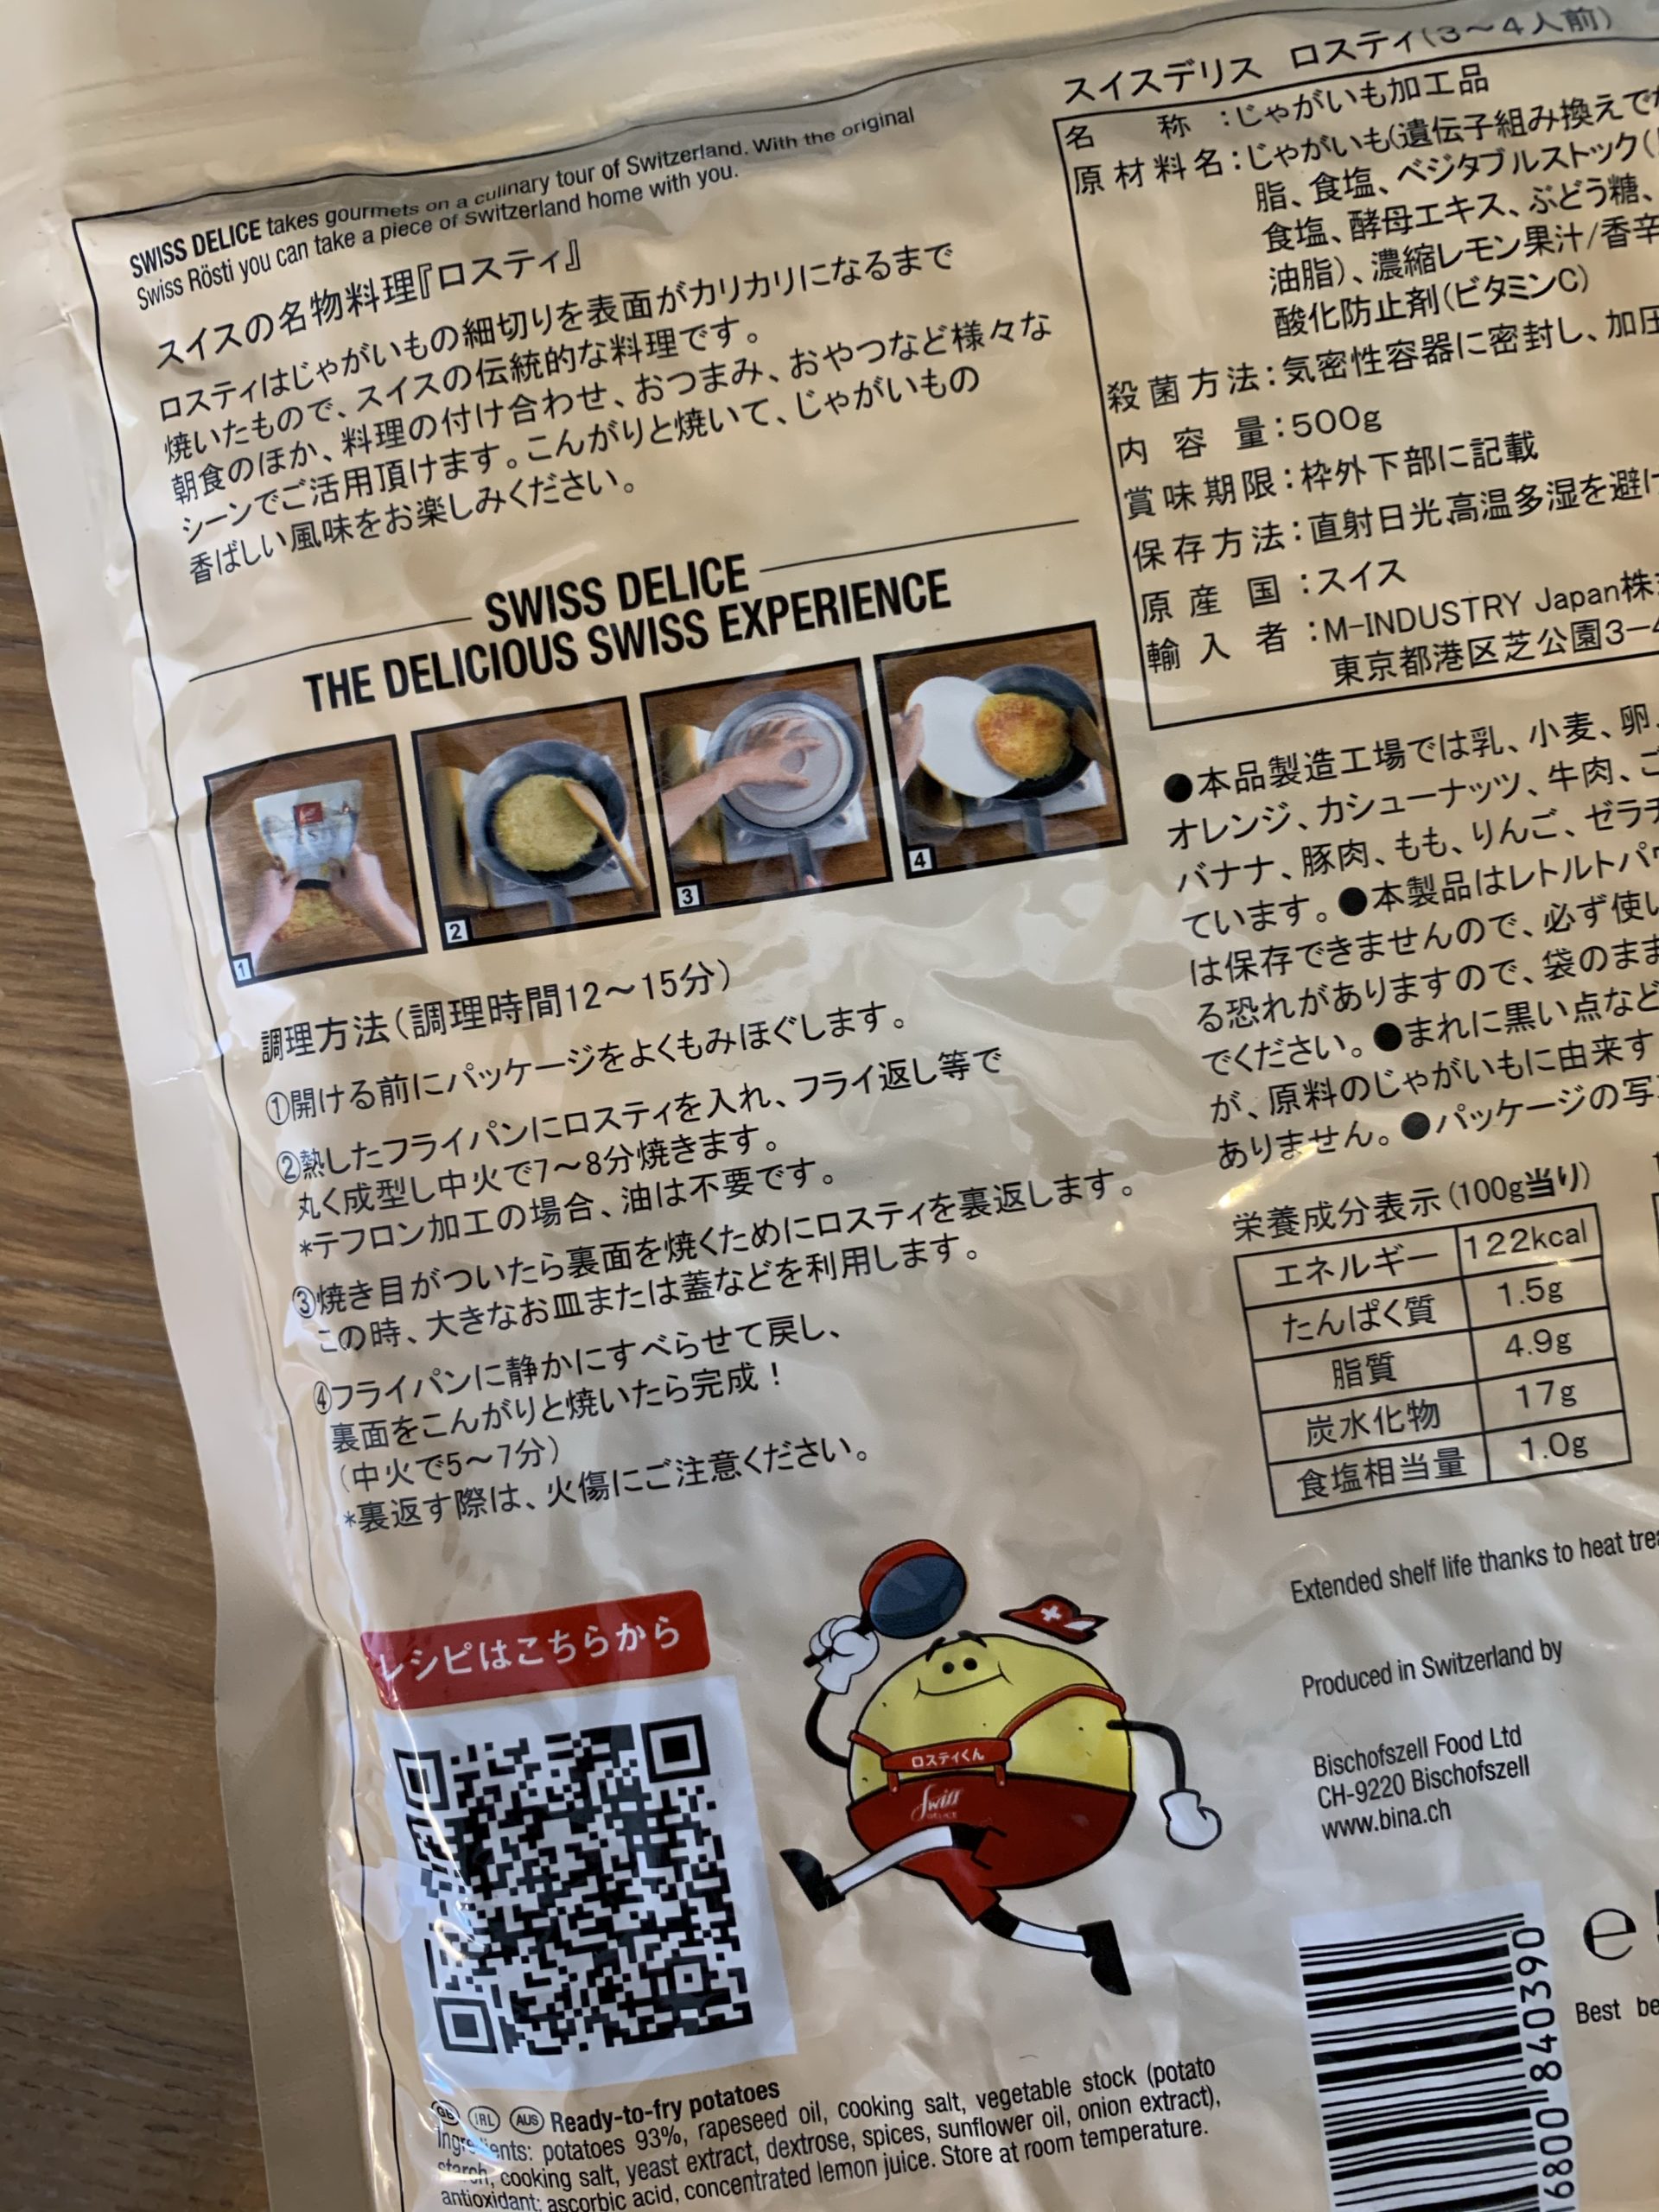 SWISS DELICE takes gourmets on a culinary tour of Switzerland. With the original
Swiss Rösti you can take a piece of Switzerland home with you.
スイスの名物料理『ロスティ』
ロスティはじゃがいもの細切りを表面がカリカリになるまで
焼いたもので、スイスの伝統的な料理です。
朝食のほか、料理の付け合わせ、おつまみ、おやつなど様々な
シーンでご活用頂けます。こんがりと焼いて、じゃがいもの
香ばしい風味をお楽しみください。
SWISS DELICE
THE DELICIOUS SWISS EXPERIENCE
1
2
3
4
調理方法(調理時間12〜15分)
①開ける前にパッケージをよくもみほぐします。
②熱したフライパンにロスティを入れ、フライ返し等で
丸く成型し中火で7〜8分焼きます。
*テフロン加工の場合、油は不要です。
③焼き目がついたら裏面を焼くためにロスティを裏返します。
この時、大きなお皿または蓋などを利用します。
④フライパンに静かにすべらせて戻し、
裏面をこんがりと焼いたら完成！
(中火で5〜7分)
*裏返す際は、火傷にご注意ください。
レシピはこちらから
ロスティくん
Swiss
DELICE
GB IRL AUS Ready-to-fry potatoes
Ingredients: potatoes 93%, rapeseed oil, cooking salt, vegetable stock (potato
starch, cooking salt, yeast extract, dextrose, spices, sunflower oil, onion extract),
antioxidant: ascorbic acid, concentrated lemon juice. Store at room temperature.
スイスデリス ロスティ(3〜4人前)
名称:じゃがいも加工品
原材料名:じゃがいも(遺伝子組み換えで
脂、食塩、ベジタブルストック(
食塩、酵母エキス、ぶどう糖、
油脂)、濃縮レモン果汁/香辛
酸化防止剤(ビタミンC)
殺菌方法:気密性容器に密封し、加圧
内容量:500g
賞味期限:枠外下部に記載
保存方法:直射日光、高温多湿を避け
原産国:スイス
輸入者:M-INDUSTRY Japan株
東京都港区芝公園3-4
●本品製造工場では乳、小麦、卵、
オレンジ、カシューナッツ、牛肉、ご
バナナ、豚肉、もも、りんご、ゼラチ
ています。●本製品はレトルトパウ
は保存できませんので、必ず使い
る恐れがありますので、袋のまま
でください。●まれに黒い点など
が、原料のじゃがいもに由来す
ありません。●パッケージの写
栄養成分表示(100g当り)
エネルギー 122kcal
たんぱく質 1.5g
脂質 4.9g
炭水化物 17g
食塩相当量 1.0g
Extended shelf life thanks to heat
Produced in Switzerland by
Bischofszell Food Ltd
CH-9220 Bischofszell
www.bina.ch
e
Best be
6800 840390